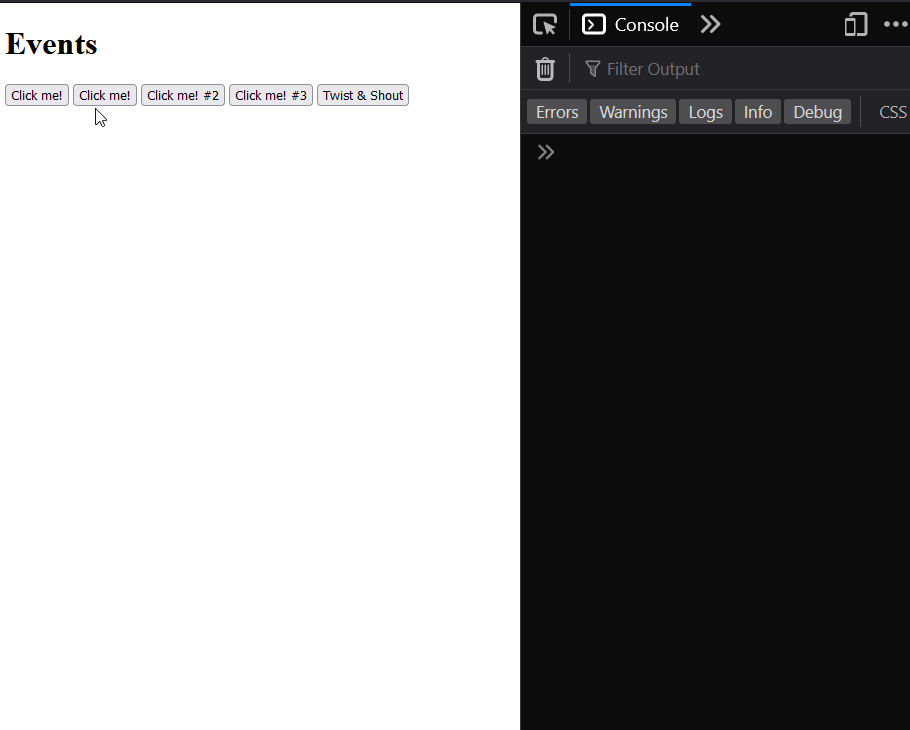 Events
Click me! Click me! Click me! #2 Click me! #3 Twist & Shout
Console
Filter Output
Errors Warnings Logs Info Debug CSS